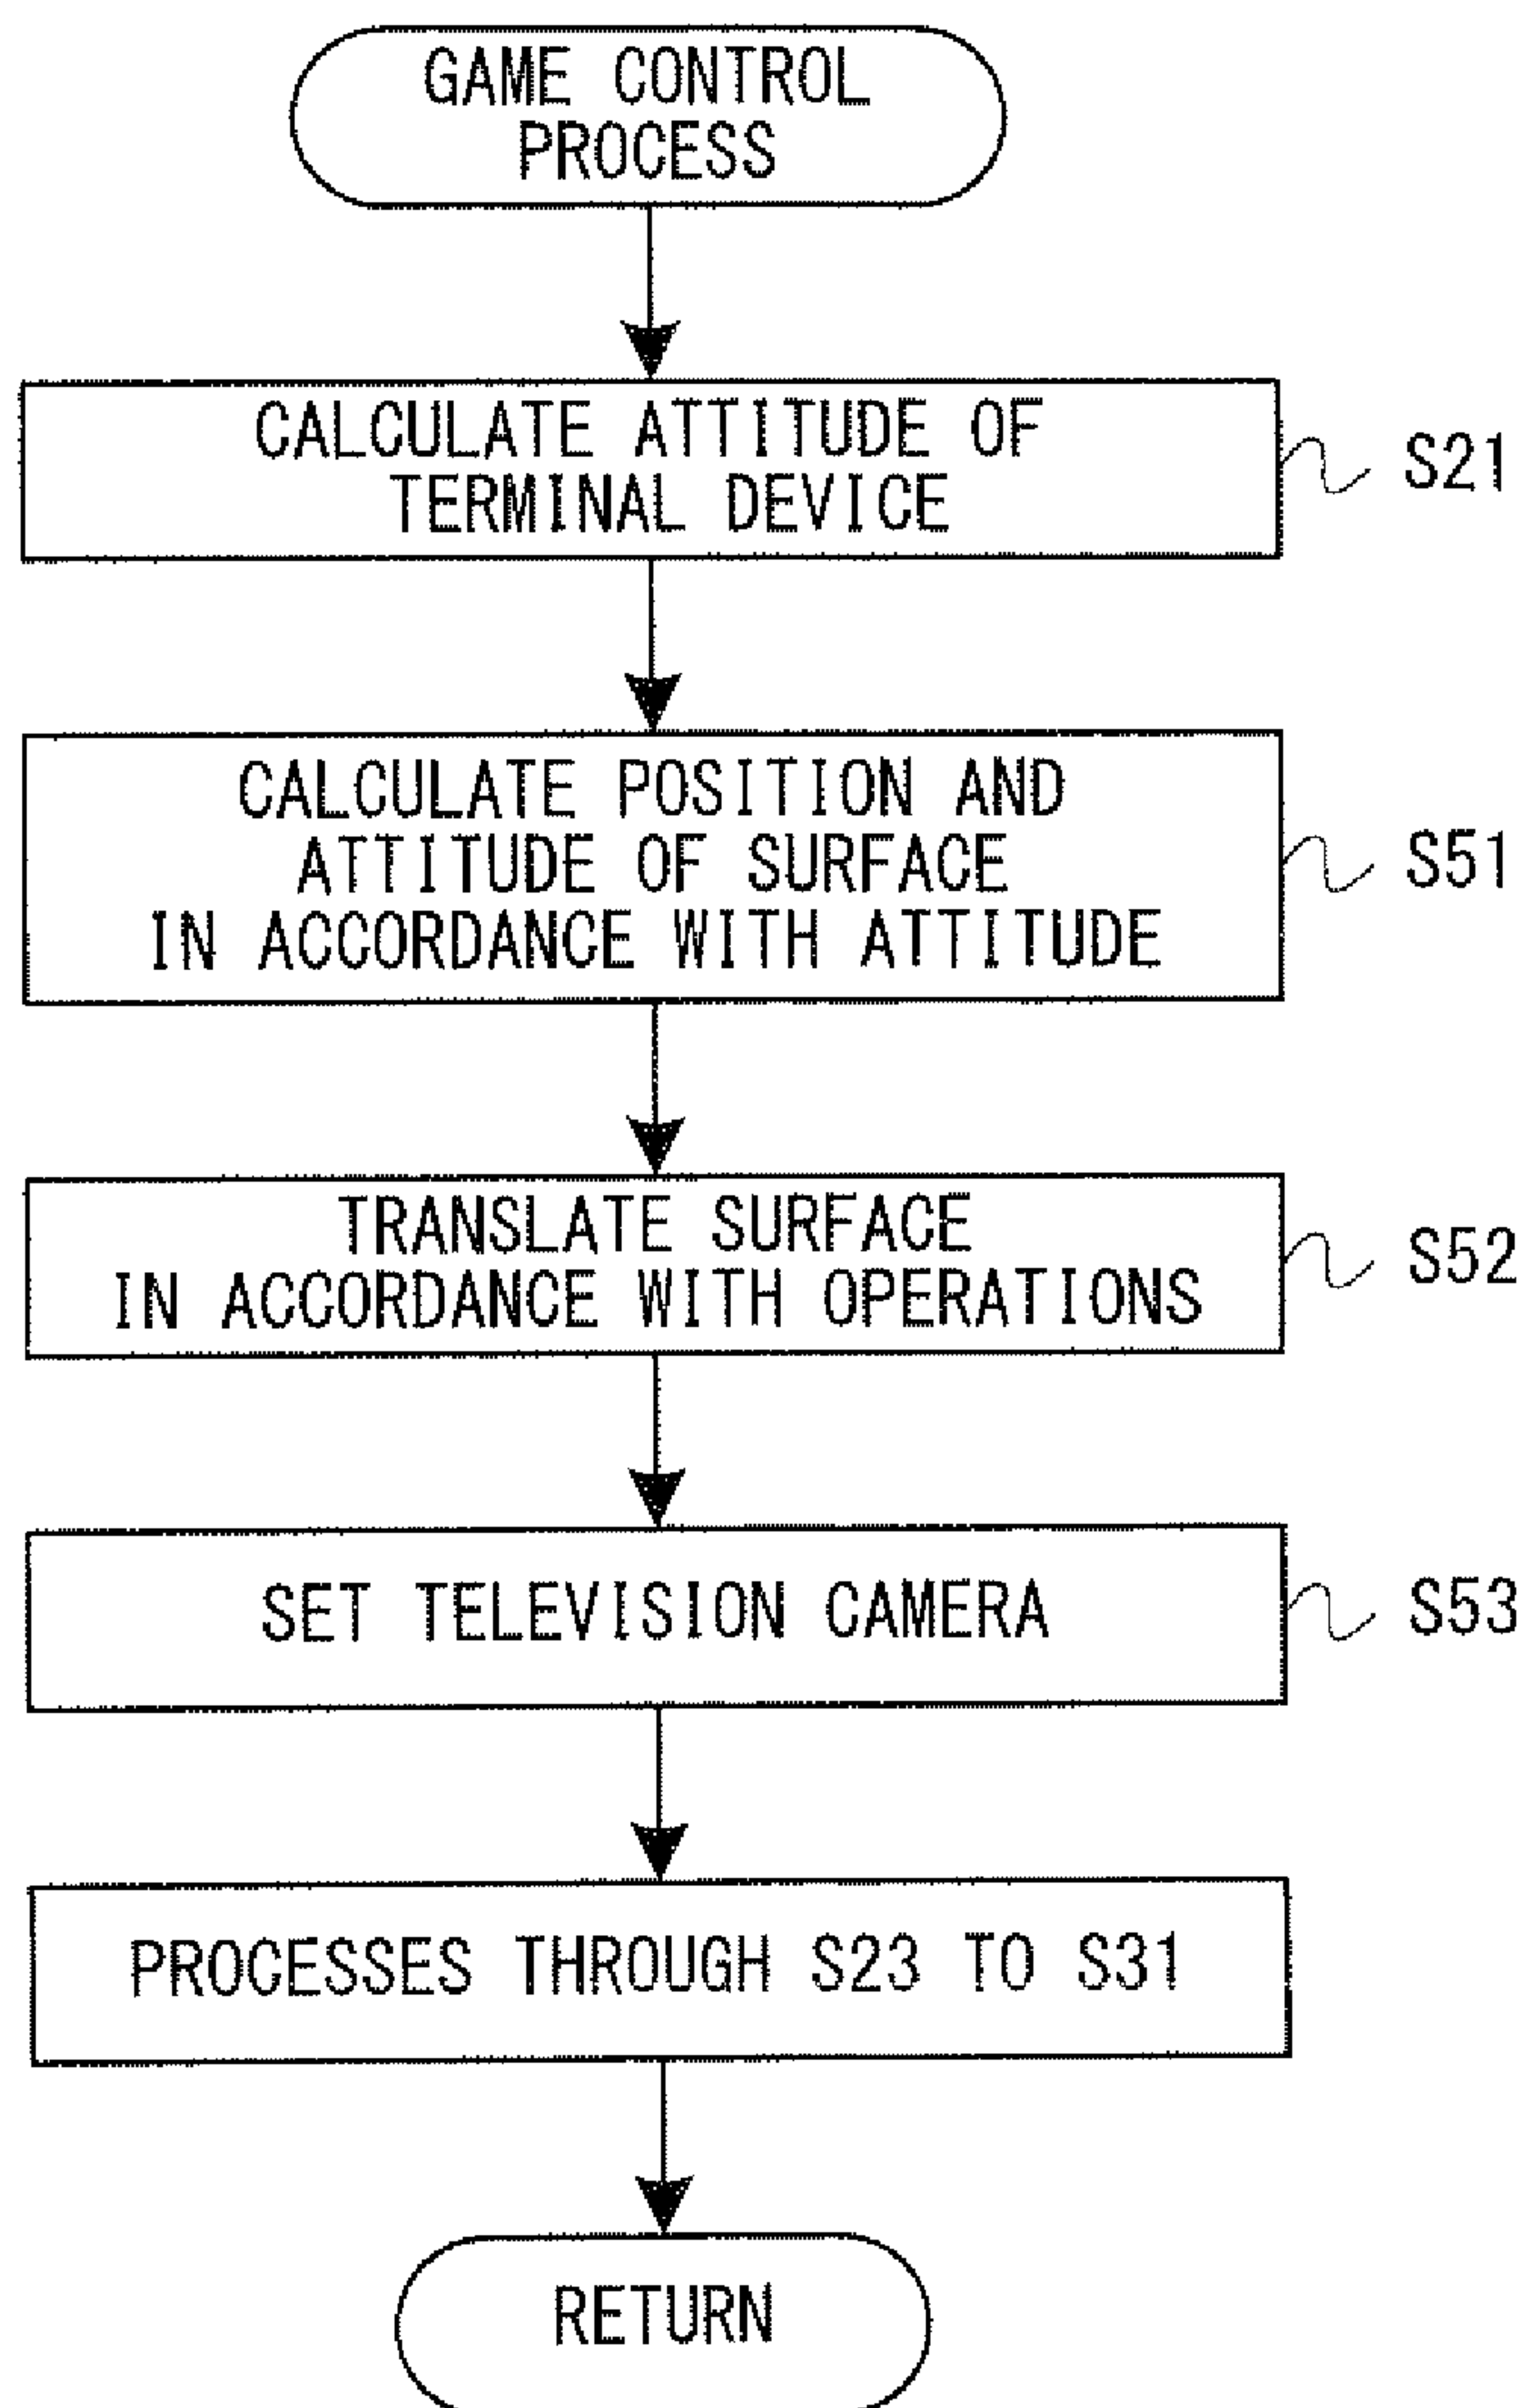 GAME CONTROL
PROCESS
CALCULATE ATTITUDE OF
TERMINAL DEVICE
S21
CALCULATE POSITION AND
ATTITUDE OF SURFACE
IN ACCORDANCE WITH ATTITUDE
S51
TRANSLATE SURFACE
IN ACCORDANCE WITH OPERATIONS
S52
SET TELEVISION CAMERA
S53
PROCESSES THROUGH S23 TO S31
RETURN